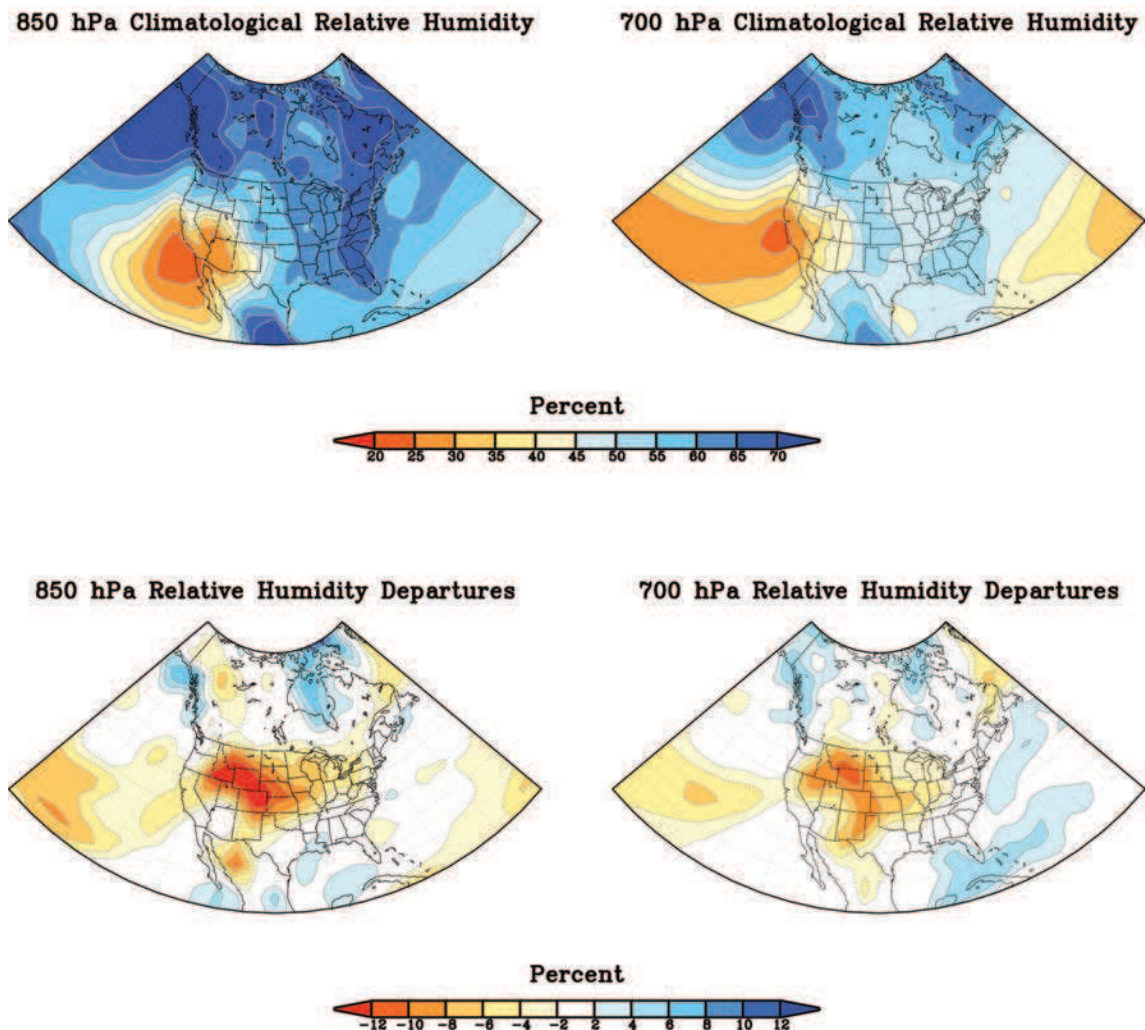 850 hPa Climatological Relative Humidity
700 hPa Climatological Relative Humidity
Percent
20 25 30 35 40 45 50 55 60 65 70
850 hPa Relative Humidity Departures
700 hPa Relative Humidity Departures
Percent
-12 -10 -8 -6 -4 -2 2 4 6 8 10 12